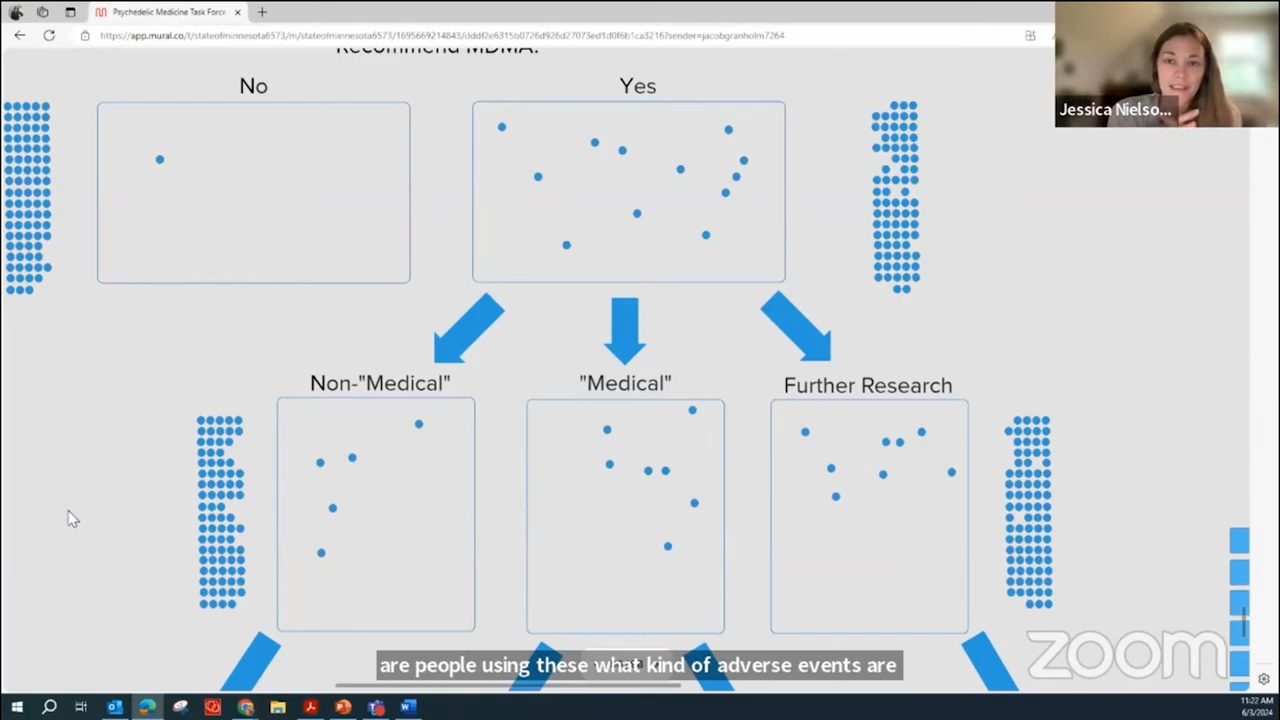 Psychedelic Medicine Task Force
https://app.mural.co/t/stateofminnesota6573/m/stateofminnesota6573/1695669214843/dddf2e6315b0726d926d27073ed1d0f6b1ca3216?sender=jacobgranholm7264
Recommend MDMA?
No
Yes
Jessica Nielso...
Non-"Medical"
"Medical"
Further Research
are people using these what kind of adverse events are
zoom
11:22 AM
6/3/2024